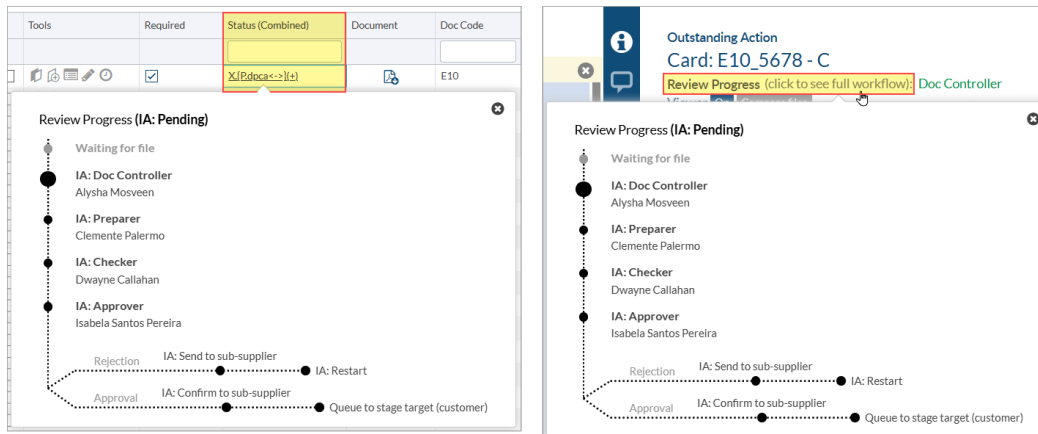 Tools Required Status (Combined) Document Doc Code
X.[P.dpca<->](+) E10
Review Progress (IA: Pending)
Waiting for file
IA: Doc Controller
Alysha Mosveen
IA: Preparer
Clemente Palermo
IA: Checker
Dwayne Callahan
IA: Approver
Isabela Santos Pereira
Rejection IA: Send to sub-supplier IA: Restart
Approval IA: Confirm to sub-supplier Queue to stage target (customer)
Outstanding Action
Card: E10_5678 - C
Review Progress (click to see full workflow): Doc Controller
Review Progress (IA: Pending)
Waiting for file
IA: Doc Controller
Alysha Mosveen
IA: Preparer
Clemente Palermo
IA: Checker
Dwayne Callahan
IA: Approver
Isabela Santos Pereira
Rejection IA: Send to sub-supplier IA: Restart
Approval IA: Confirm to sub-supplier Queue to stage target (customer)